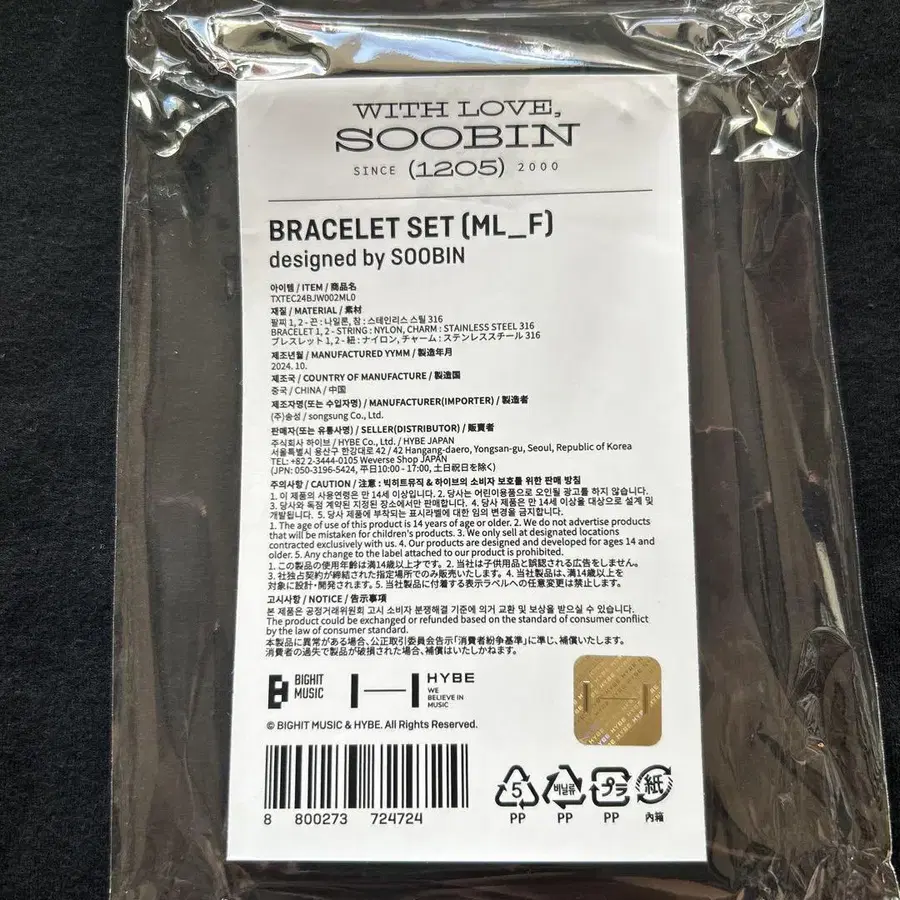 WITH LOVE,
SOOBIN
SINCE (1205) 2000
BRACELET SET (ML_F)
designed by SOOBIN
아이템 / ITEM / 商品名
TXTEC24BJW002ML0
재질 / MATERIAL / 素材
팔찌 1, 2 - 끈 : 나일론, 참 : 스테인리스 스틸 316
BRACELET 1, 2 - STRING : NYLON, CHARM : STAINLESS STEEL 316
ブレスレット 1, 2 - 紐 : ナイロン, チャーム : ステンレススチール 316
제조년월 / MANUFACTURED YYMM / 製造年月
2024. 10.
제조국 / COUNTRY OF MANUFACTURE / 製造国
중국 / CHINA / 中国
제조자명(또는 수입자명) / MANUFACTURER(IMPORTER) / 製造者
(주)송성 / songsung Co., Ltd.
판매자(또는 유통사명) / SELLER(DISTRIBUTOR) / 販賣者
주식회사 하이브 / HYBE Co., Ltd. / HYBE JAPAN
서울특별시 용산구 한강대로 42 / 42 Hangang-daero, Yongsan-gu, Seoul, Republic of Korea
TEL: +82 2-3444-0105 Weverse Shop JAPAN
(JPN: 050-3196-5424, 平日10:00 - 17:00, 土日祝日を除く)
주의사항 / CAUTION / 注意 : 빅히트뮤직 & 하이브의 소비자 보호를 위한 판매 방침
1. 이 제품의 사용연령은 만 14세 이상입니다. 2. 당사는 어린이용품으로 오인될 광고를 하지 않습니다.
3. 당사와 독점 계약된 지정된 장소에서만 판매합니다. 4. 당사 제품은 만 14세 이상을 대상으로 설계 및
개발됩니다. 5. 당사 제품에 부착되는 표시라벨에 대한 임의 변경을 금지합니다.
1. The age of use of this product is 14 years of age or older. 2. We do not advertise products
that will be mistaken for children's products. 3. We only sell at designated locations
contracted exclusively with us. 4. Our products are designed and developed for ages 14 and
older. 5. Any change to the label attached to our product is prohibited.
1. この製品の使用年齢は満14歳以上才です。2. 当社は子供用品と誤認される広告をしません。
3. 社独占契約が締結された指定場所でのみ販売いたします。4. 当社製品は、満14歳以上を
対象に設計・開発されます。5. 当社製品に付着する表示ラベルへの任意変更は禁止します。
고시사항 / NOTICE / 告示事項
본 제품은 공정거래위원회 고시 소비자 분쟁해결 기준에 의거 교환 및 보상을 받으실 수 있습니다.
The product could be exchanged or refunded based on the standard of consumer conflict
by the law of consumer standard.
本製品に異常がある場合、公正取引委員会告示「消費者紛争基準」に準じ、補償いたします。
消費者の過失で製品が破損された場合、補償はいたしかねます。
BIGHIT
MUSIC
HYBE
WE
BELIEVE IN
MUSIC
© BIGHIT MUSIC & HYBE. All Rights Reserved.
8 800273 724724
5 비닐류 プラ 紙
PP PP PP 内箱